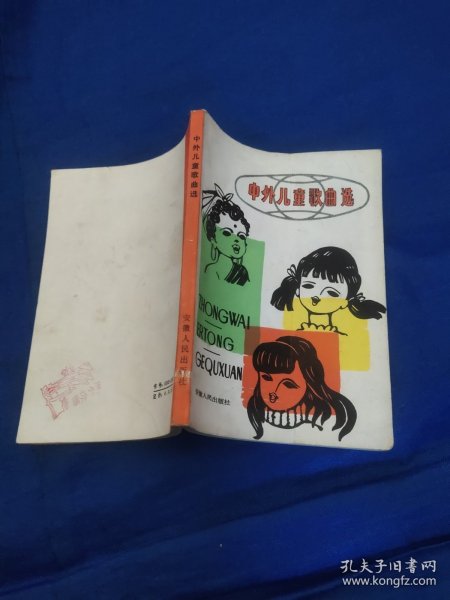 中外儿童歌曲选
ZHONGWAI
ERTONG
GEQUXUAN
安徽人民出版社
中外儿童歌曲选
安徽人民出版社
孔夫子旧书网
www.kongfz.com